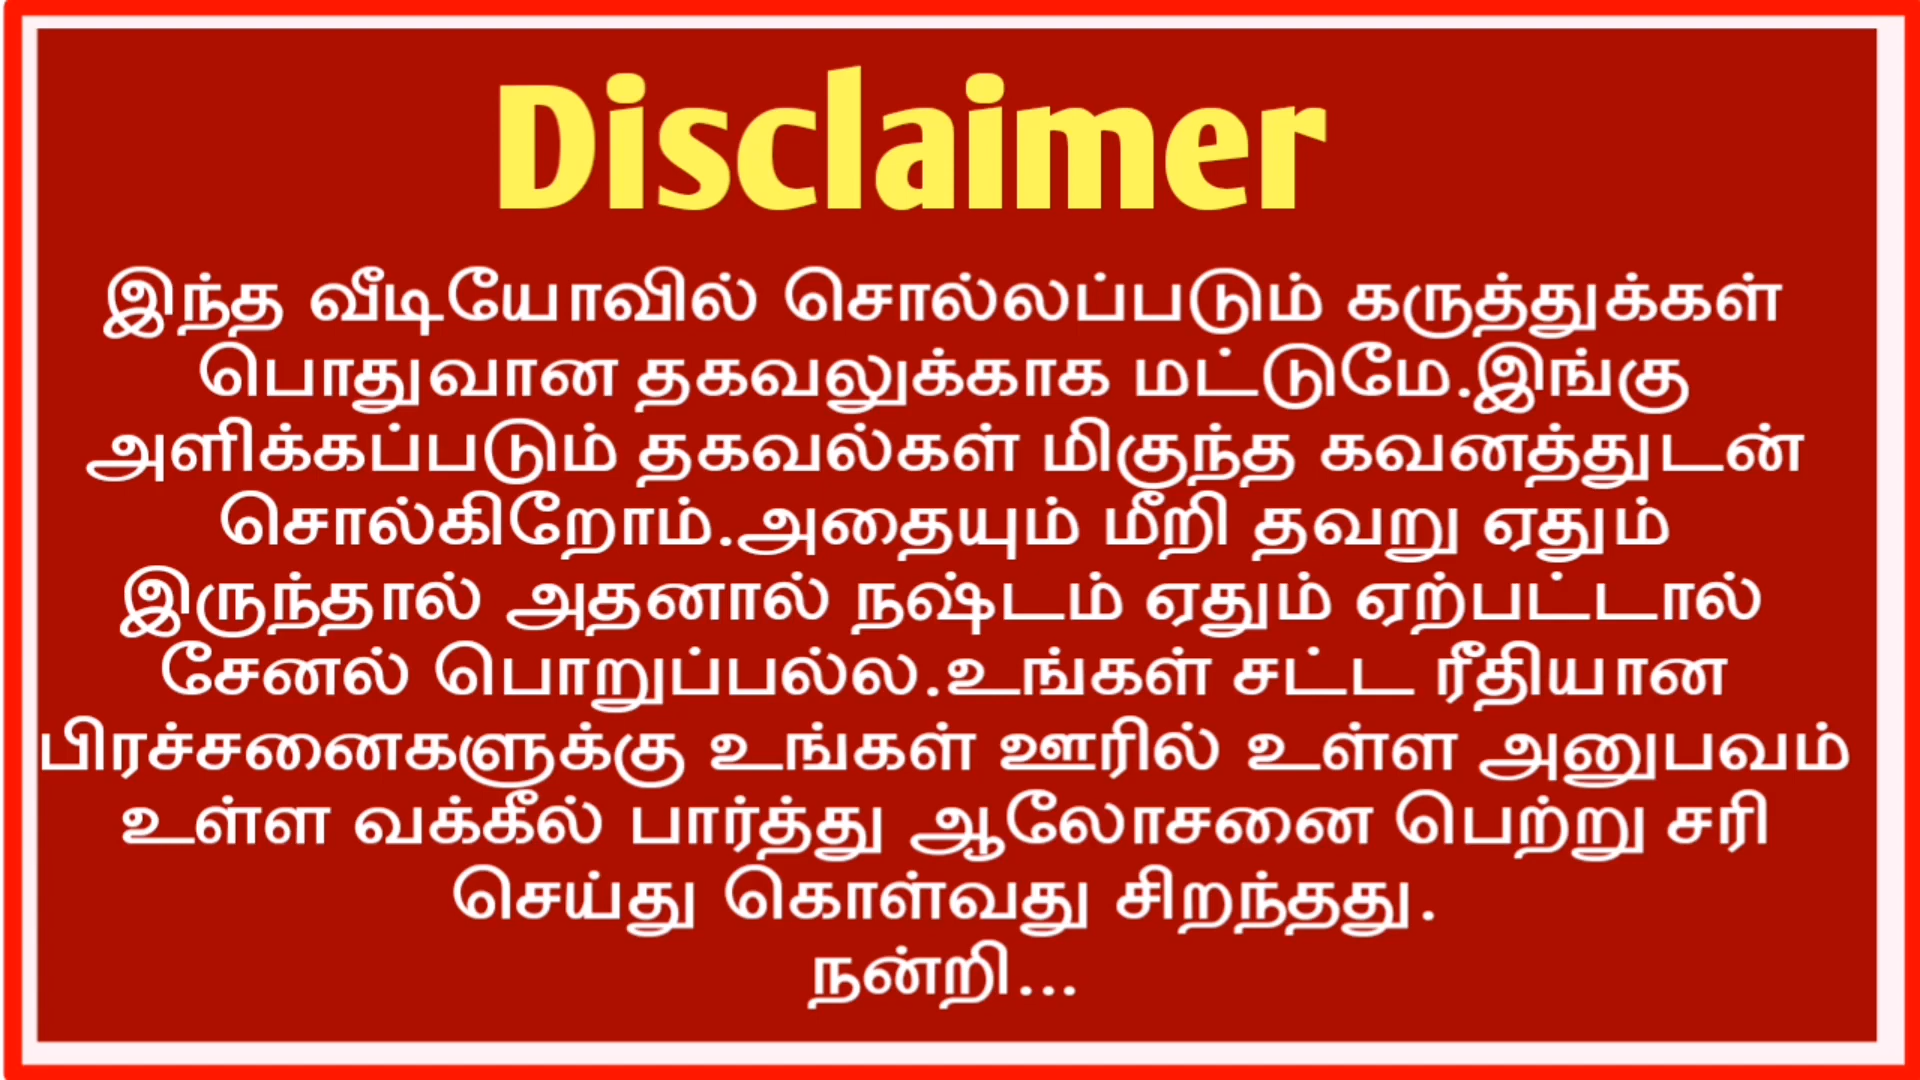 Disclaimer
இந்த வீடியோவில் சொல்லப்படும் கருத்துக்கள்
பொதுவான தகவலுக்காக மட்டுமே.இங்கு
அளிக்கப்படும் தகவல்கள் மிகுந்த கவனத்துடன்
சொல்கிறோம்.அதையும் மீறி தவறு ஏதும்
இருந்தால் அதனால் நஷ்டம் ஏதும் ஏற்பட்டால்
சேனல் பொறுப்பல்ல.உங்கள் சட்ட ரீதியான
பிரச்சனைகளுக்கு உங்கள் ஊரில் உள்ள அனுபவம்
உள்ள வக்கீல் பார்த்து ஆலோசனை பெற்று சரி
செய்து கொள்வது சிறந்தது.
நன்றி...